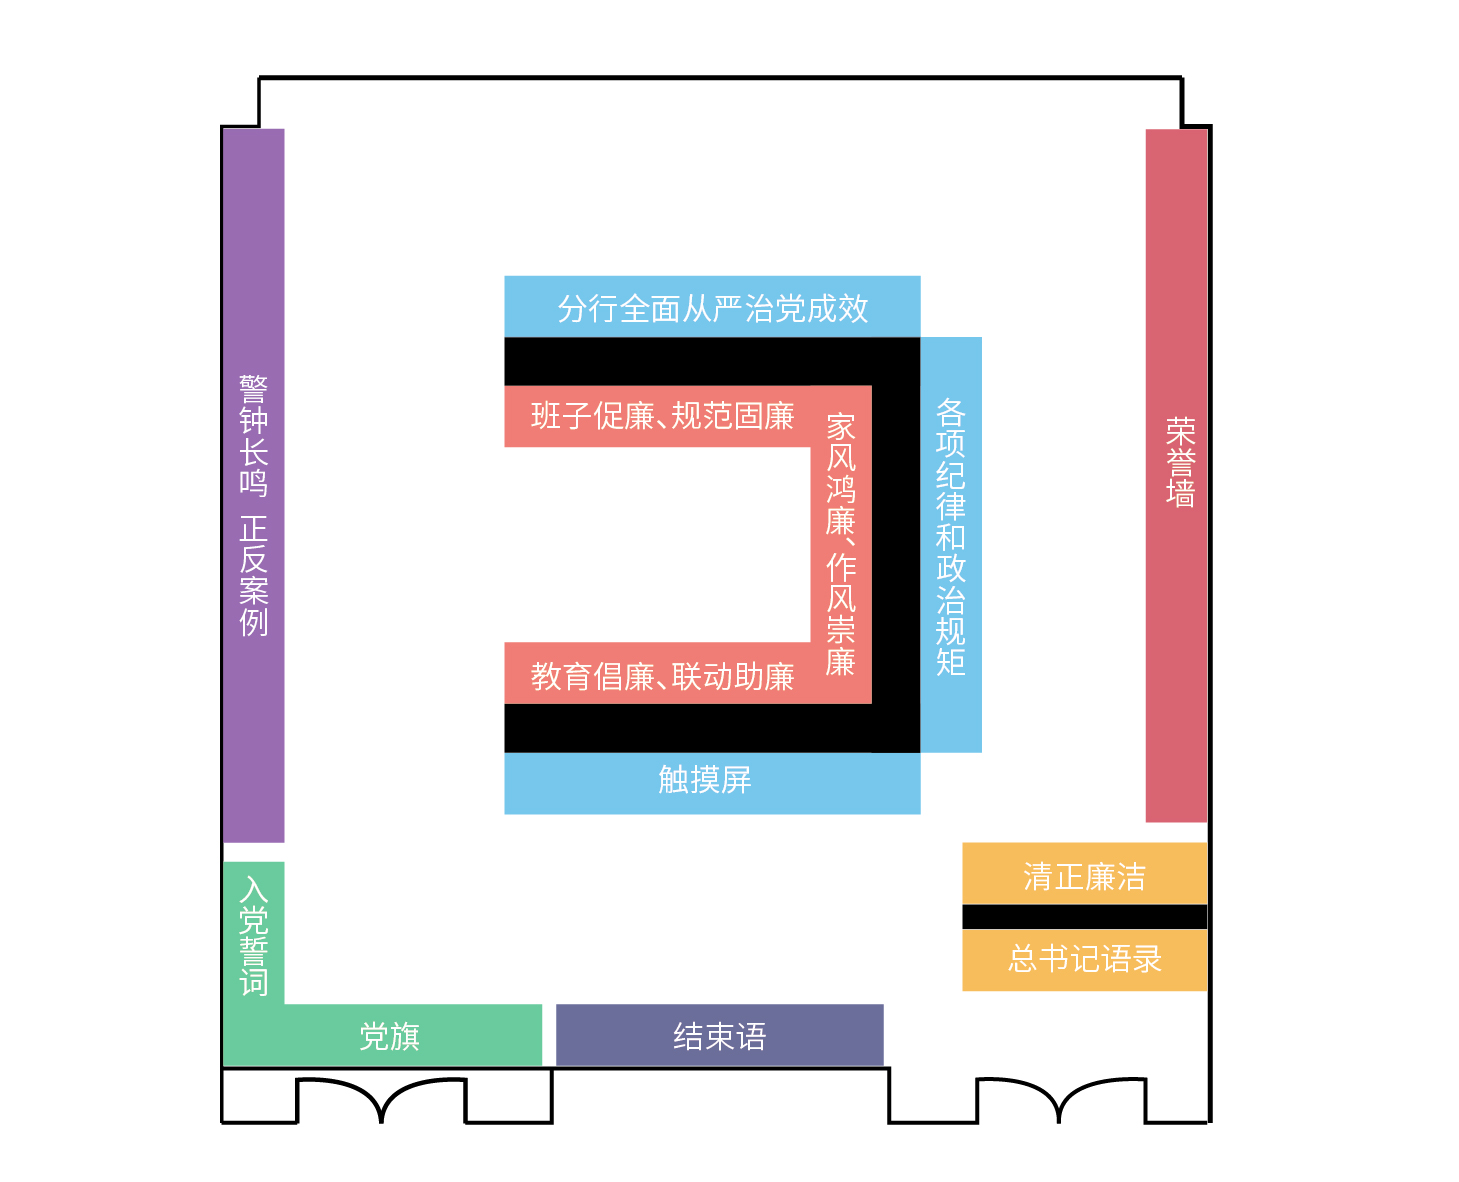 分行全面从严治党成效
班子促廉、规范固廉
家风鸿廉、作风崇廉
各项纪律和政治规矩
教育倡廉、联动助廉
触摸屏
警钟长鸣 正反案例
荣誉墙
清正廉洁
总书记语录
入党誓词
党旗
结束语